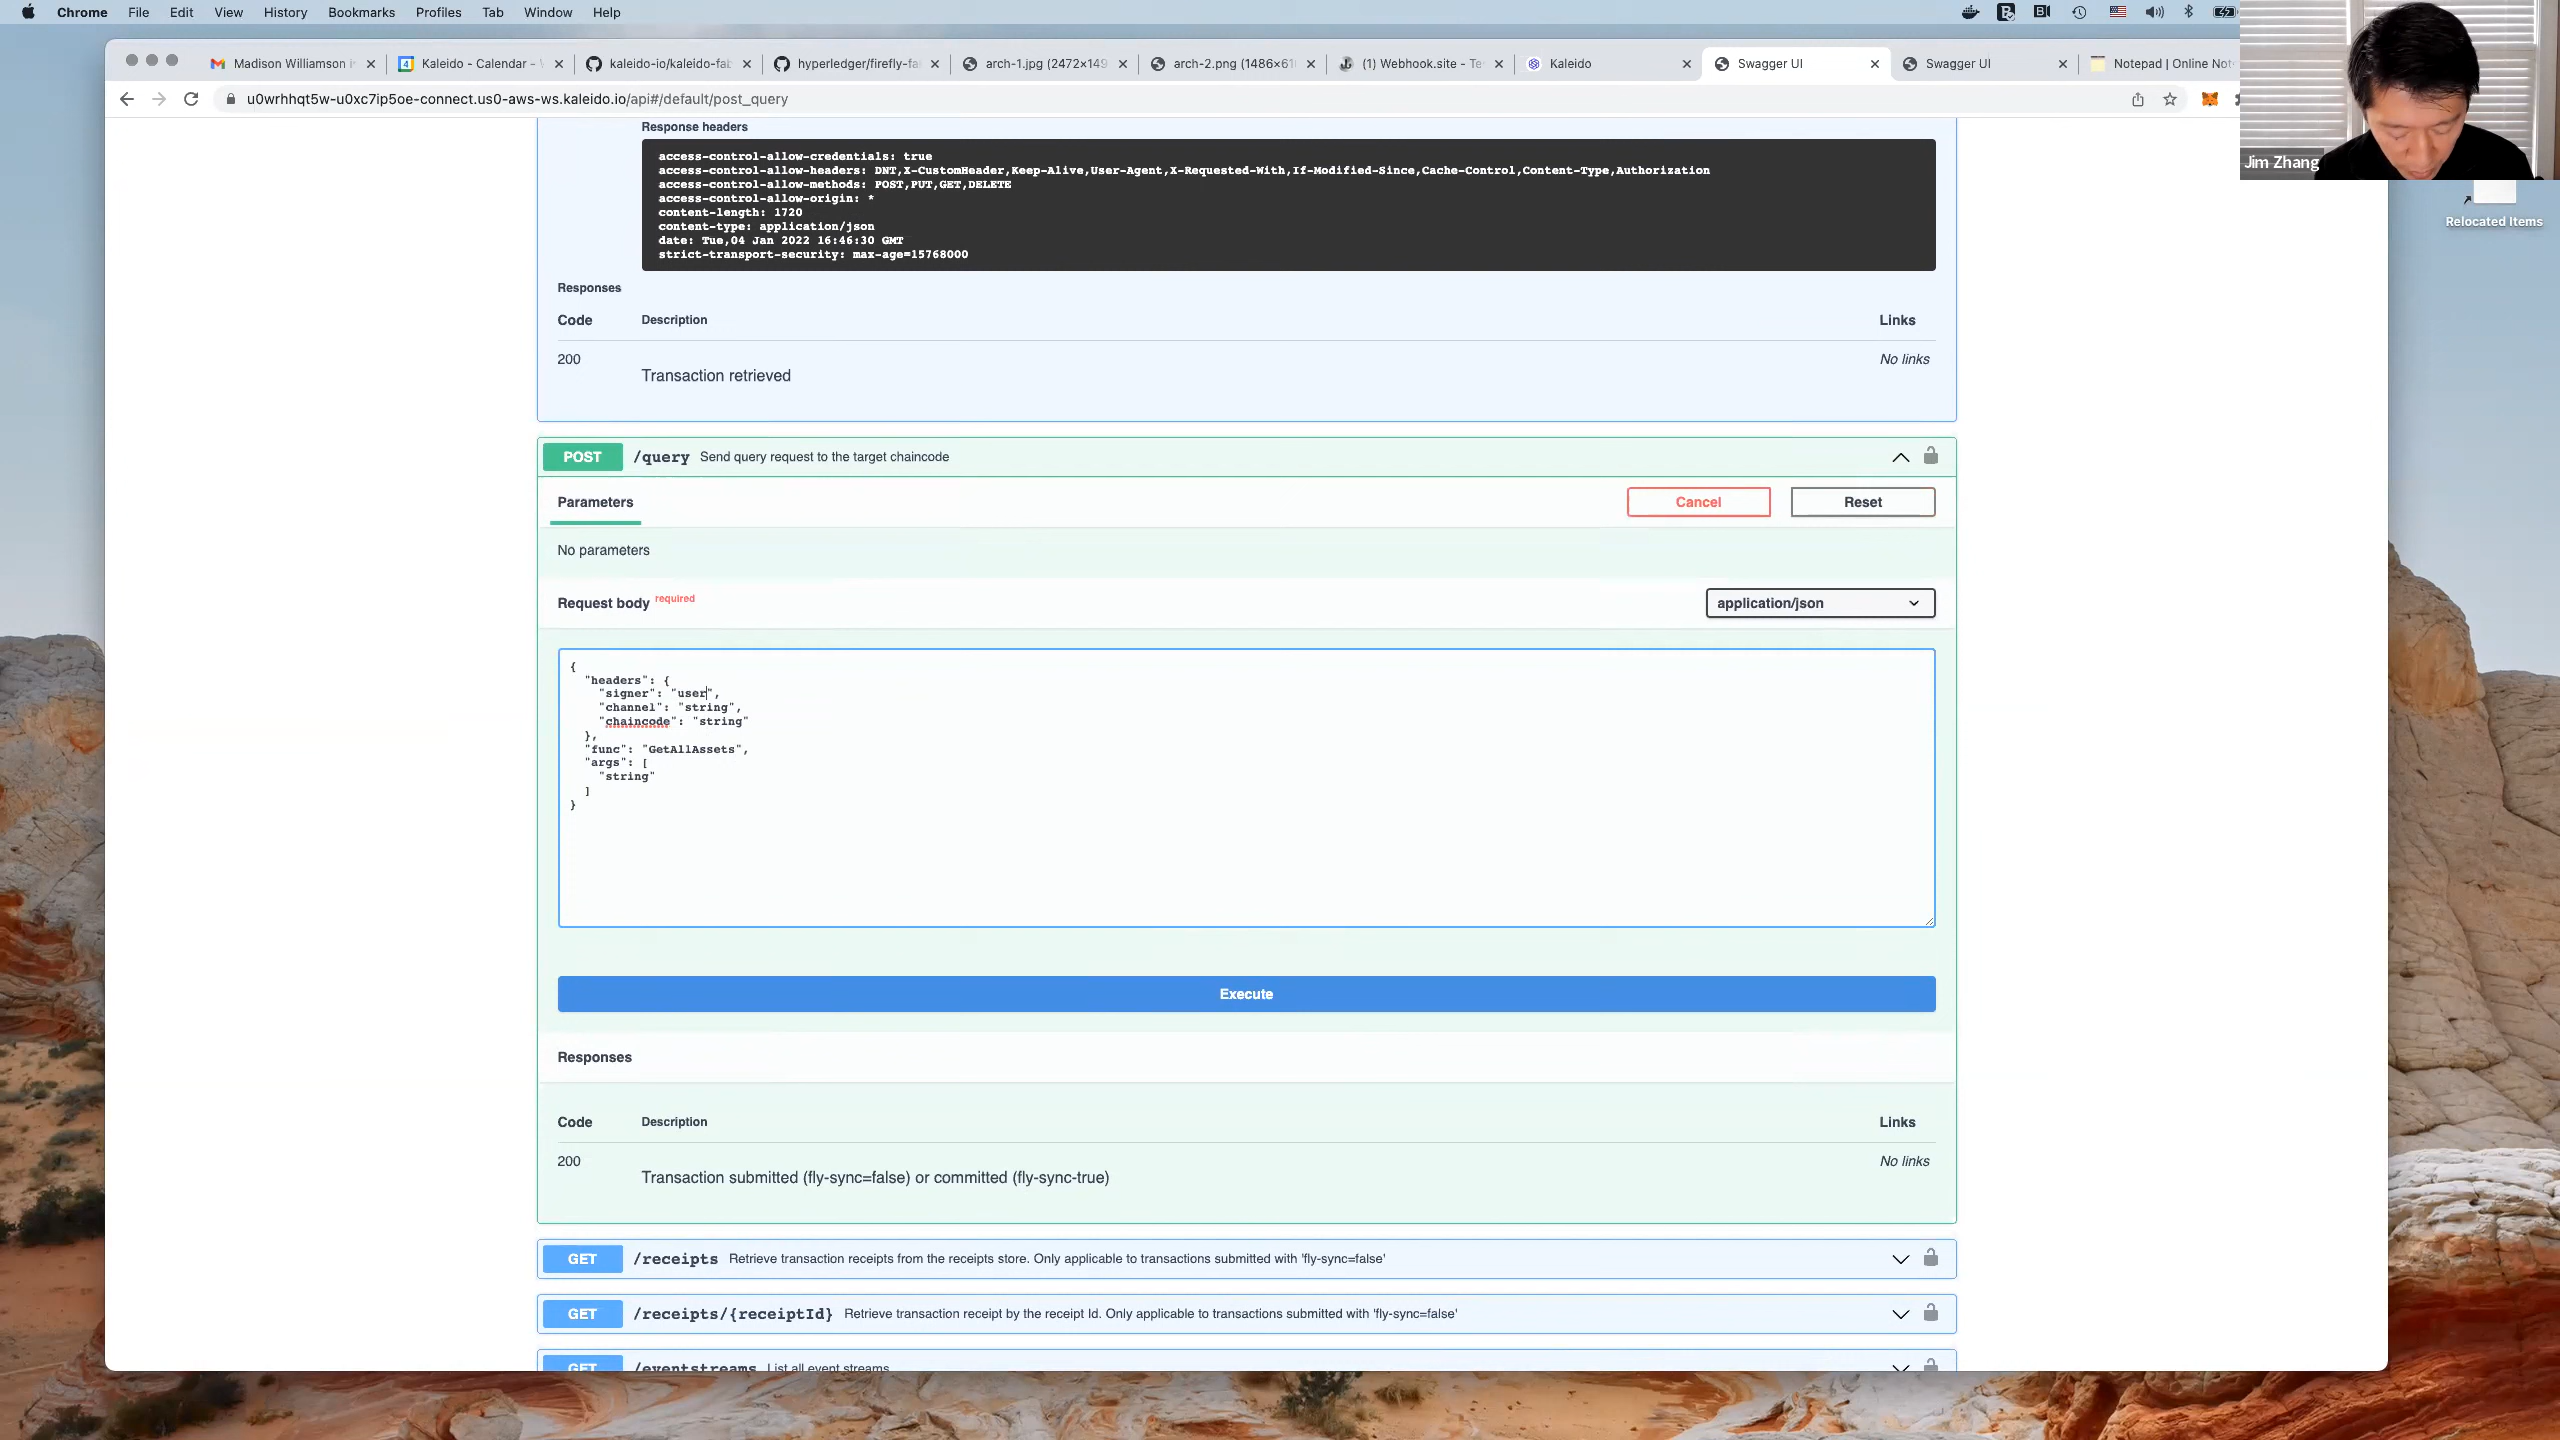 Chrome File Edit View History Bookmarks Profiles Tab Window Help
Madison Williamson
Kaleido - Calendar -
kaleido-io/kaleido-fab
hyperledger/firefly-fa
arch-1.jpg (2472×149
arch-2.png (1486×61
(1) Webhook.site - Te
Kaleido
Swagger UI
Swagger UI
Notepad | Online Not
u0wrhhqt5w-u0xc7ip5oe-connect.us0-aws-ws.kaleido.io/api#/default/post_query
Jim Zhang
Relocated Items
Response headers
access-control-allow-credentials: true
access-control-allow-headers: DNT,X-CustomHeader,Keep-Alive,User-Agent,X-Requested-With,If-Modified-Since,Cache-Control,Content-Type,Authorization
access-control-allow-methods: POST,PUT,GET,DELETE
access-control-allow-origin: *
content-length: 1720
content-type: application/json
date: Tue,04 Jan 2022 16:46:30 GMT
strict-transport-security: max-age=15768000
Responses
Code Description Links
200 No links
Transaction retrieved
POST /query Send query request to the target chaincode
Parameters Cancel Reset
No parameters
Request body required application/json
{
"headers": {
"signer": "user",
"channel": "string",
"chaincode": "string"
},
"func": "GetAllAssets",
"args": [
"string"
]
}
Execute
Responses
Code Description Links
200 No links
Transaction submitted (fly-sync=false) or committed (fly-sync-true)
GET /receipts Retrieve transaction receipts from the receipts store. Only applicable to transactions submitted with 'fly-sync=false'
GET /receipts/{receiptId} Retrieve transaction receipt by the receipt Id. Only applicable to transactions submitted with 'fly-sync=false'
GET /eventstreams List all event streams